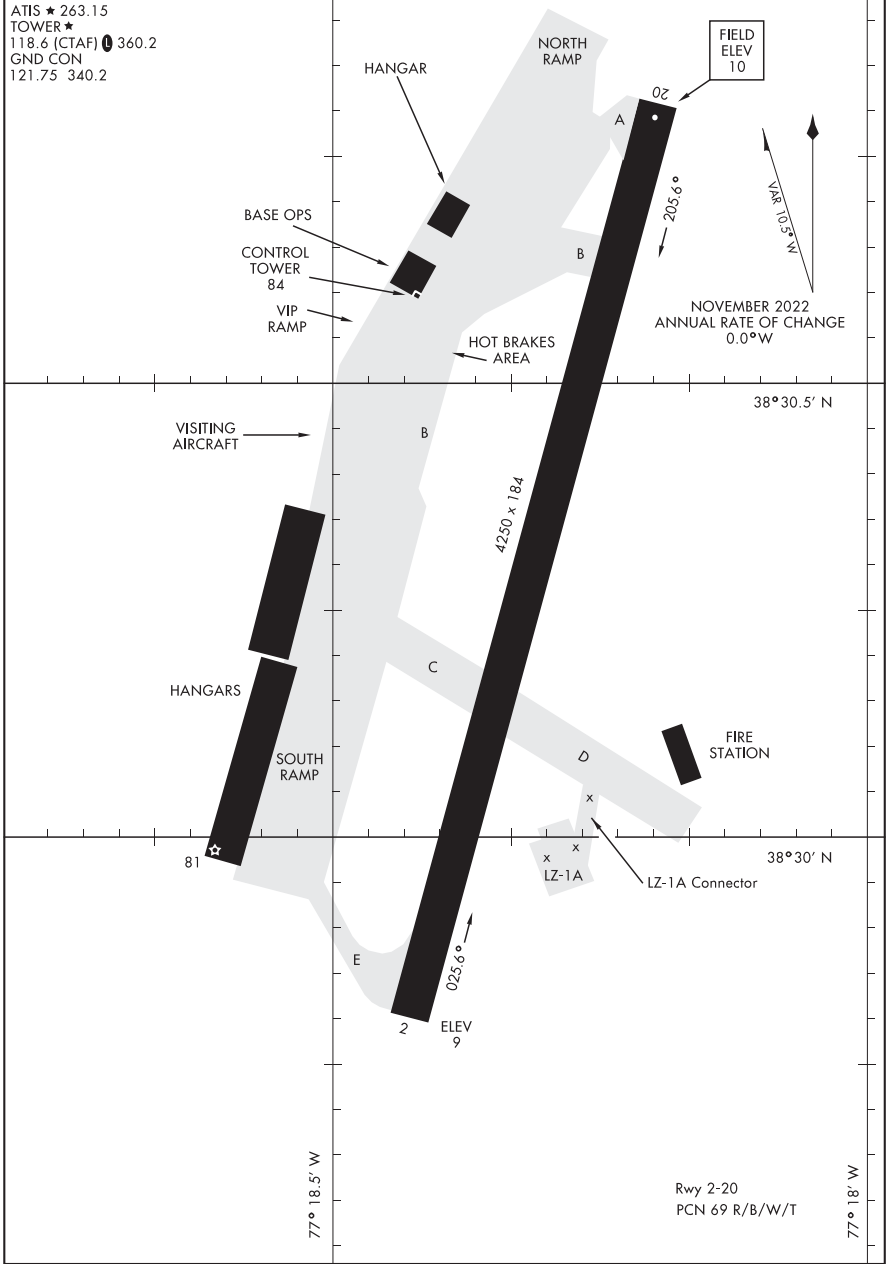 ATIS ★ 263.15
TOWER ★
118.6 (CTAF) L 360.2
GND CON
121.75 340.2
NORTH
RAMP
FIELD
ELEV
10
HANGAR
20
A
205.6°
VAR 10.5° W
BASE OPS
B
CONTROL
TOWER
84
VIP
RAMP
NOVEMBER 2022
ANNUAL RATE OF CHANGE
0.0° W
HOT BRAKES
AREA
38° 30.5' N
VISITING
AIRCRAFT
B
4250 x 184
C
HANGARS
SOUTH
RAMP
D
FIRE
STATION
x
81
x
x
38° 30' N
LZ-1A
LZ-1A Connector
E
025.6°
2
ELEV
9
77° 18.5' W
77° 18' W
Rwy 2-20
PCN 69 R/B/W/T